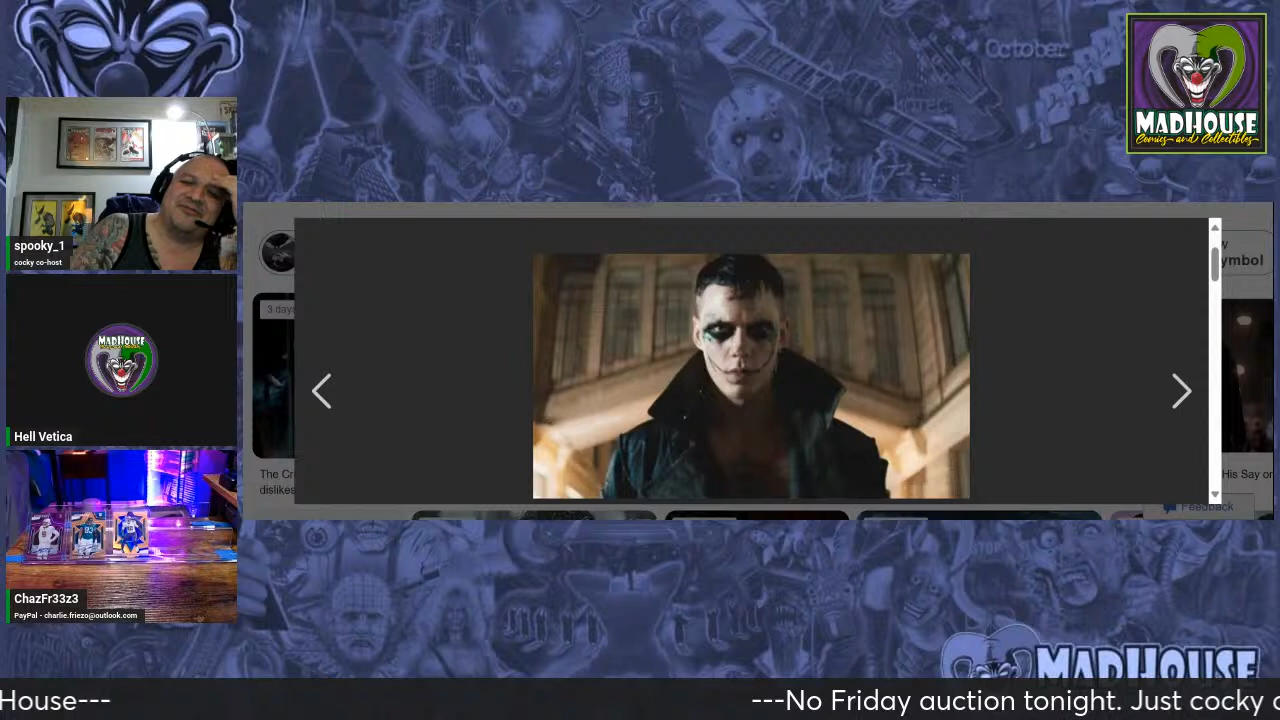 October
MADHOUSE
Comics and Collectibles
spooky_1
cocky co-host
MADHOUSE
Hell Vetica
ChazFr33z3
PayPal - charlie.friezo@outlook.com
3 days
The Cr
dislikes
w
ymbol
His Say or
Feedback
MADHOUSE
House---
---No Friday auction tonight. Just cocky